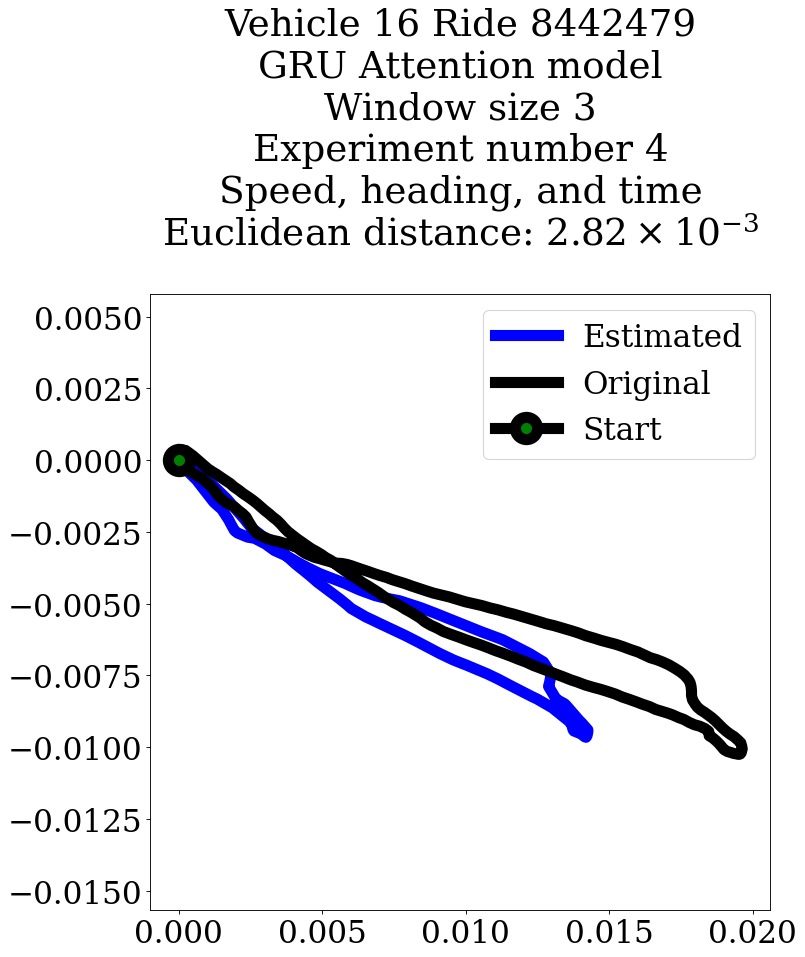 Vehicle 16 Ride 8442479
GRU Attention model
Window size 3
Experiment number 4
Speed, heading, and time
Euclidean distance: 2.82 × 10⁻³
Estimated
Original
Start
0.0050
0.0025
0.0000
−0.0025
−0.0050
−0.0075
−0.0100
−0.0125
−0.0150
0.000 0.005 0.010 0.015 0.020